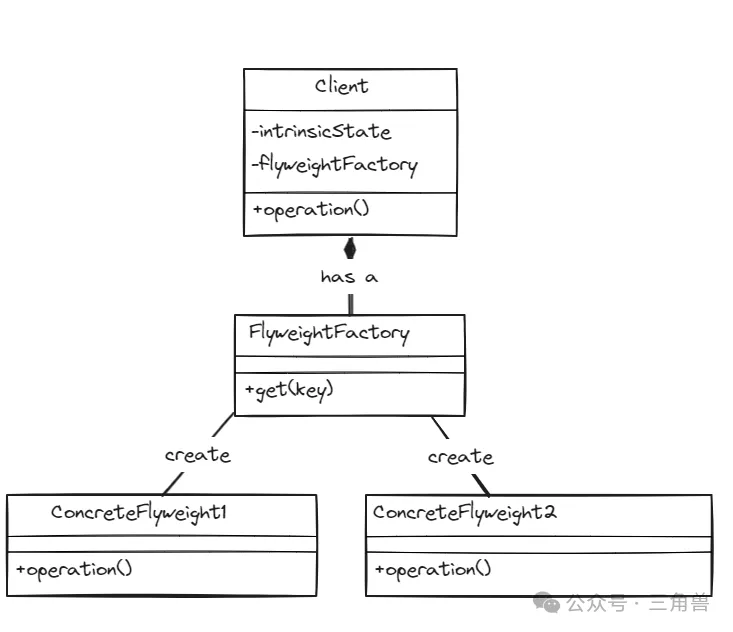 Client
-intrinsicState
-flyweightFactory
+operation()
has a
FlyweightFactory
+get(key)
create
create
ConcreteFlyweight1
+operation()
ConcreteFlyweight2
+operation()
公众号 · 三角兽